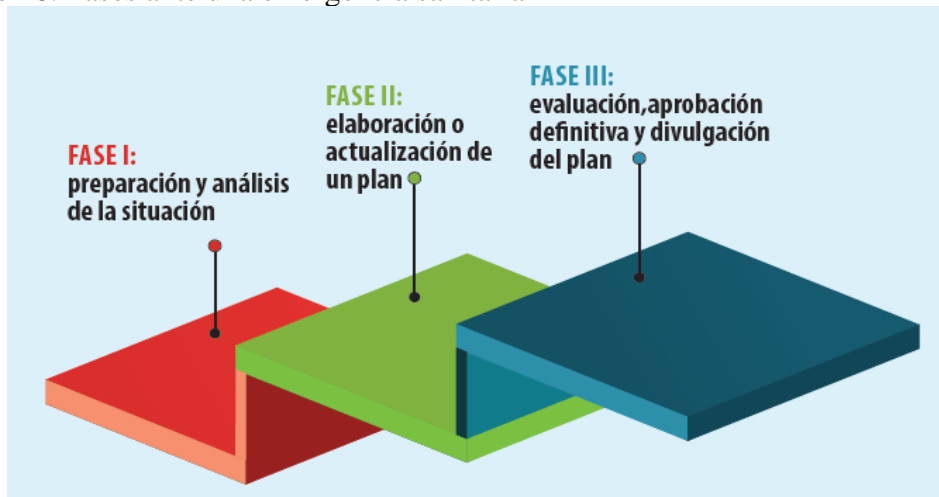 FASE I:
preparación y análisis
de la situación
FASE II:
elaboración o
actualización de
un plan
FASE III:
evaluación,aprobación
definitiva y divulgación
del plan